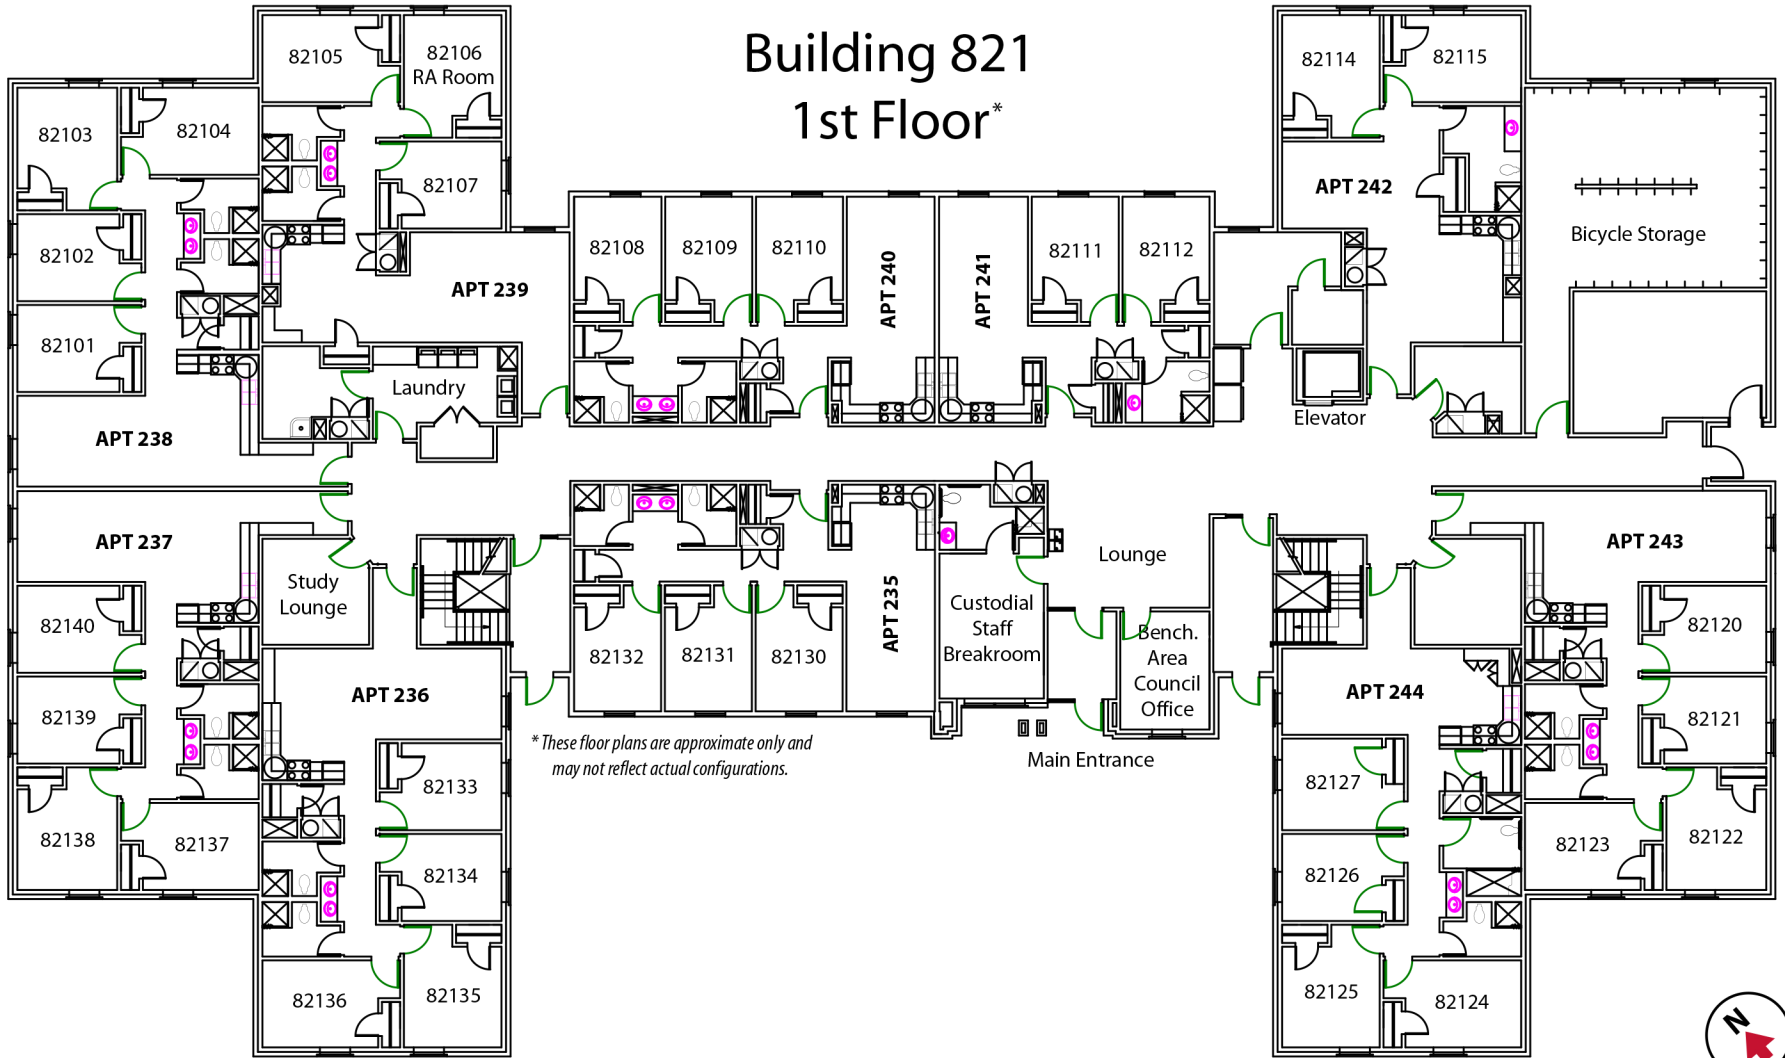 Building 821
1st Floor*
82105
82106
RA Room
82114
82115
82103
82104
82107
APT 242
Bicycle Storage
82102
APT 239
82108
82109
82110
APT 240
APT 241
82111
82112
82101
Laundry
Elevator
APT 238
APT 237
Study
Lounge
Lounge
APT 243
82140
82132
82131
82130
APT 235
Custodial
Staff
Breakroom
Bench.
Area
Council
Office
82120
82139
APT 236
APT 244
82121
* These floor plans are approximate only and
may not reflect actual configurations.
Main Entrance
82133
82127
82138
82137
82134
82126
82123
82122
82136
82135
82125
82124
N